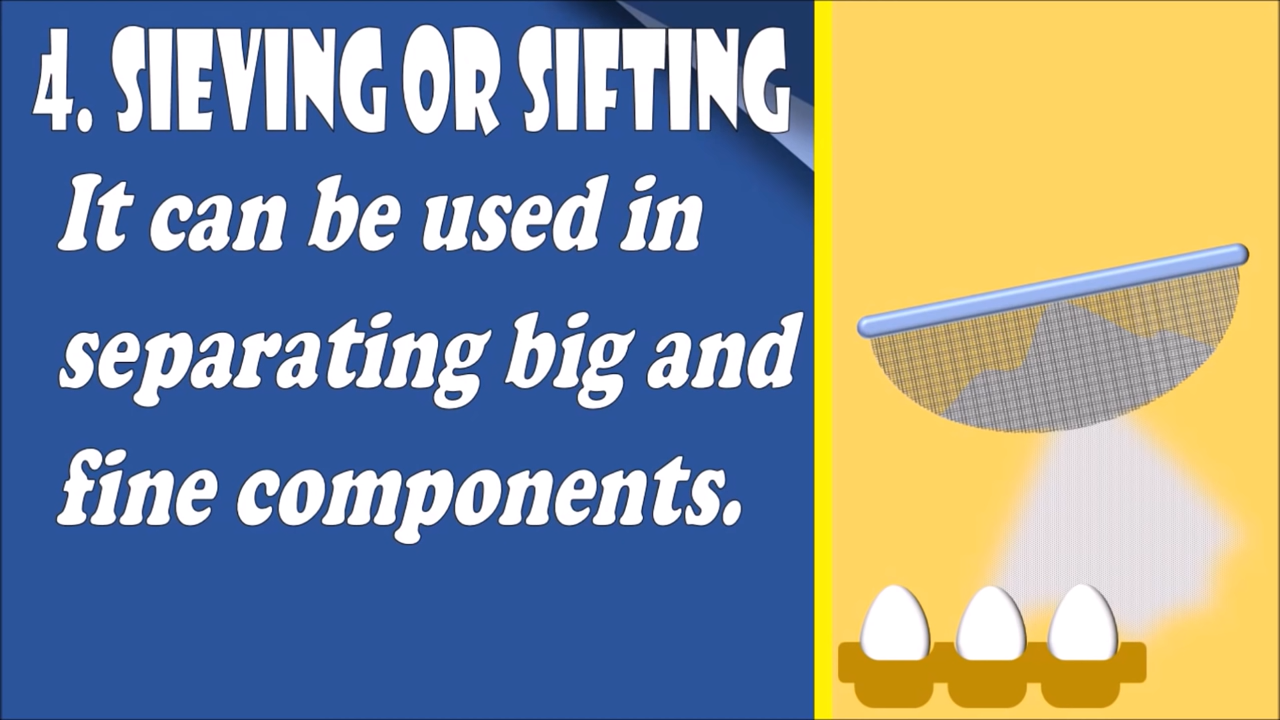 4. SIEVING OR SIFTING
It can be used in
separating big and
fine components.